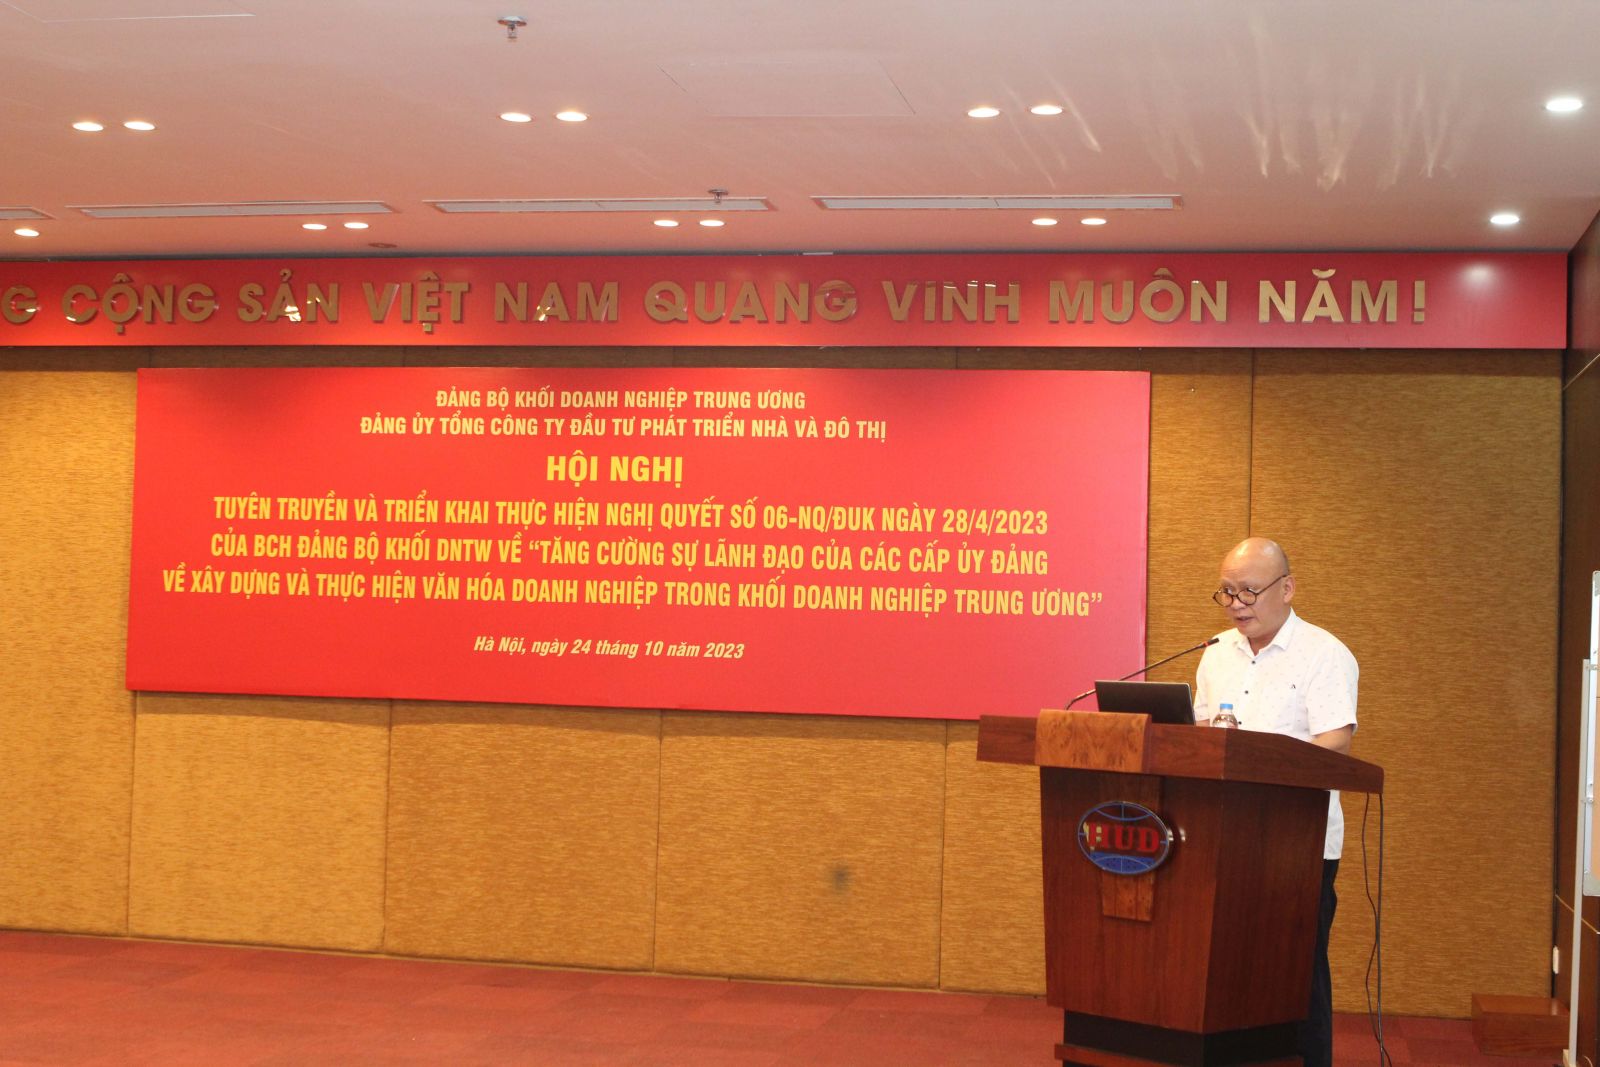 CỘNG SẢN VIỆT NAM QUANG VINH MUÔN NĂM!
ĐẢNG BỘ KHỐI DOANH NGHIỆP TRUNG ƯƠNG
ĐẢNG ỦY TỔNG CÔNG TY ĐẦU TƯ PHÁT TRIỂN NHÀ VÀ ĐÔ THỊ
HỘI NGHỊ
TUYÊN TRUYỀN VÀ TRIỂN KHAI THỰC HIỆN NGHỊ QUYẾT SỐ 06-NQ/ĐUK NGÀY 28/4/2023
CỦA BCH ĐẢNG BỘ KHỐI DNTW VỀ “TĂNG CƯỜNG SỰ LÃNH ĐẠO CỦA CÁC CẤP ỦY ĐẢNG
VỀ XÂY DỰNG VÀ THỰC HIỆN VĂN HÓA DOANH NGHIỆP TRONG KHỐI DOANH NGHIỆP TRUNG ƯƠNG”
Hà Nội, ngày 24 tháng 10 năm 2023
HUD